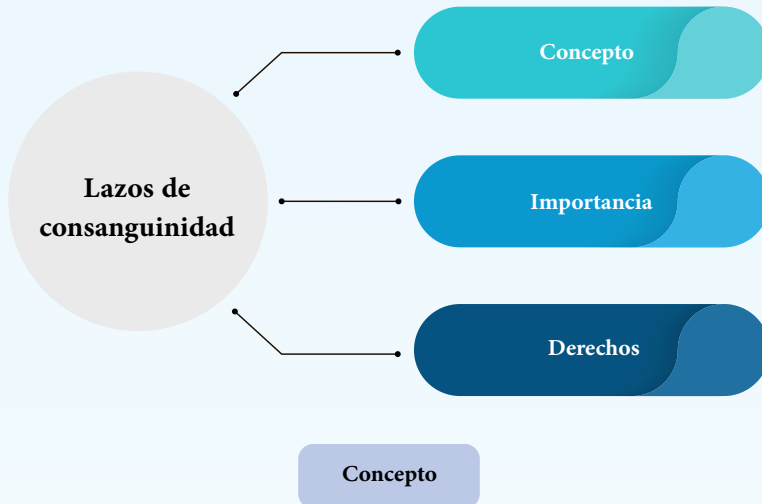 Lazos de
consanguinidad
Concepto
Importancia
Derechos
Concepto